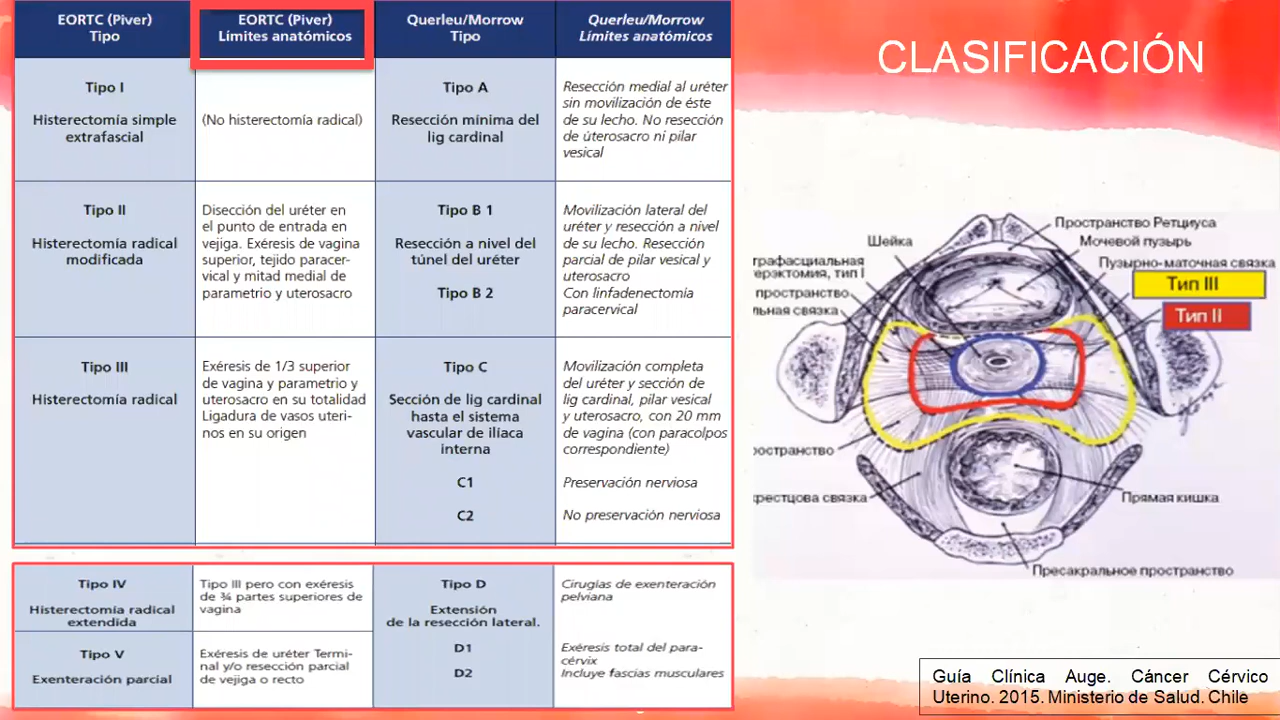 CLASIFICACIÓN
EORTC (Piver)
Tipo
EORTC (Piver)
Límites anatómicos
Querleu/Morrow
Tipo
Querleu/Morrow
Límites anatómicos
Tipo I
Histerectomía simple
extrafascial
(No histerectomía radical)
Tipo A
Resección mínima del
lig cardinal
Resección medial al uréter
sin movilización de éste
de su lecho. No resección
de úterosacro ni pilar
vesical
Tipo II
Histerectomía radical
modificada
Disección del uréter en
el punto de entrada en
vejiga. Exéresis de vagina
superior, tejido paracer-
vical y mitad medial de
parametrio y uterosacro
Tipo B 1
Resección a nivel del
túnel del uréter
Tipo B 2
Movilización lateral del
uréter y resección a nivel
de su lecho. Resección
parcial de pilar vesical y
uterosacro
Con linfadenectomía
paracervical
Tipo III
Histerectomía radical
Exéresis de 1/3 superior
de vagina y parametrio y
uterosacro en su totalidad
Ligadura de vasos uteri-
nos en su origen
Tipo C
Sección de lig cardinal
hasta el sistema
vascular de ilíaca
interna
C1
C2
Movilización completa
del uréter y sección de
lig cardinal, pilar vesical
y uterosacro, con 20 mm
de vagina (con paracolpos
correspondiente)
Preservación nerviosa
No preservación nerviosa
Tipo IV
Histerectomía radical
extendida
Tipo III pero con exéresis
de ¾ partes superiores de
vagina
Tipo D
Extensión
de la resección lateral.
D1
D2
Cirugías de exenteración
pelviana
Exéresis total del para-
cérvix
Incluye fascias musculares
Tipo V
Exenteración parcial
Exéresis de uréter Termi-
nal y/o resección parcial
de vejiga o recto
Пространство Ретциуса
Шейка
Мочевой пузырь
трафасциальная
Пузырно-маточная связка
ерэктомия, тип I
Тип III
пространство
льная связка
Тип II
ространство
крестцова связка
Прямая кишка
Пресакральное пространство
Guía Clínica Auge. Cáncer Cérvico
Uterino. 2015. Ministerio de Salud. Chile